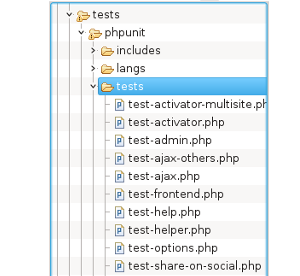 tests
phpunit
includes
langs
tests
test-activator-multisite.ph
test-activator.php
test-admin.php
test-ajax-others.php
test-ajax.php
test-frontend.php
test-help.php
test-helper.php
test-options.php
test-share-on-social.php